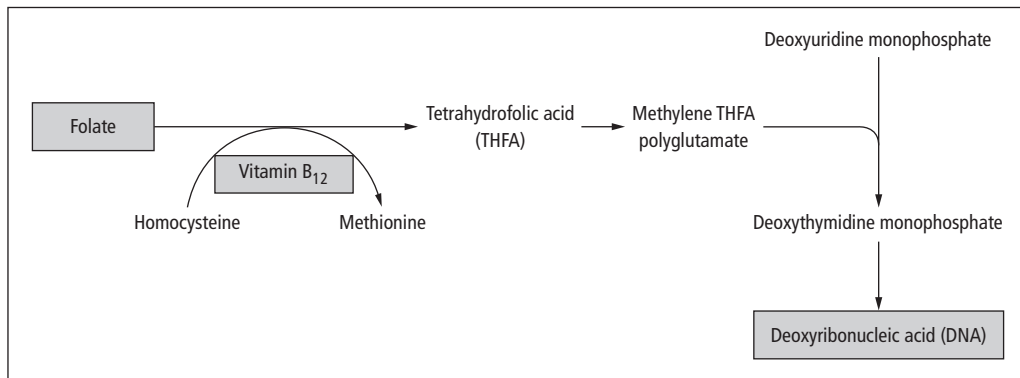 Deoxyuridine monophosphate
Folate
Tetrahydrofolic acid
(THFA)
Methylene THFA
polyglutamate
Vitamin B12
Homocysteine
Methionine
Deoxythymidine monophosphate
Deoxyribonucleic acid (DNA)